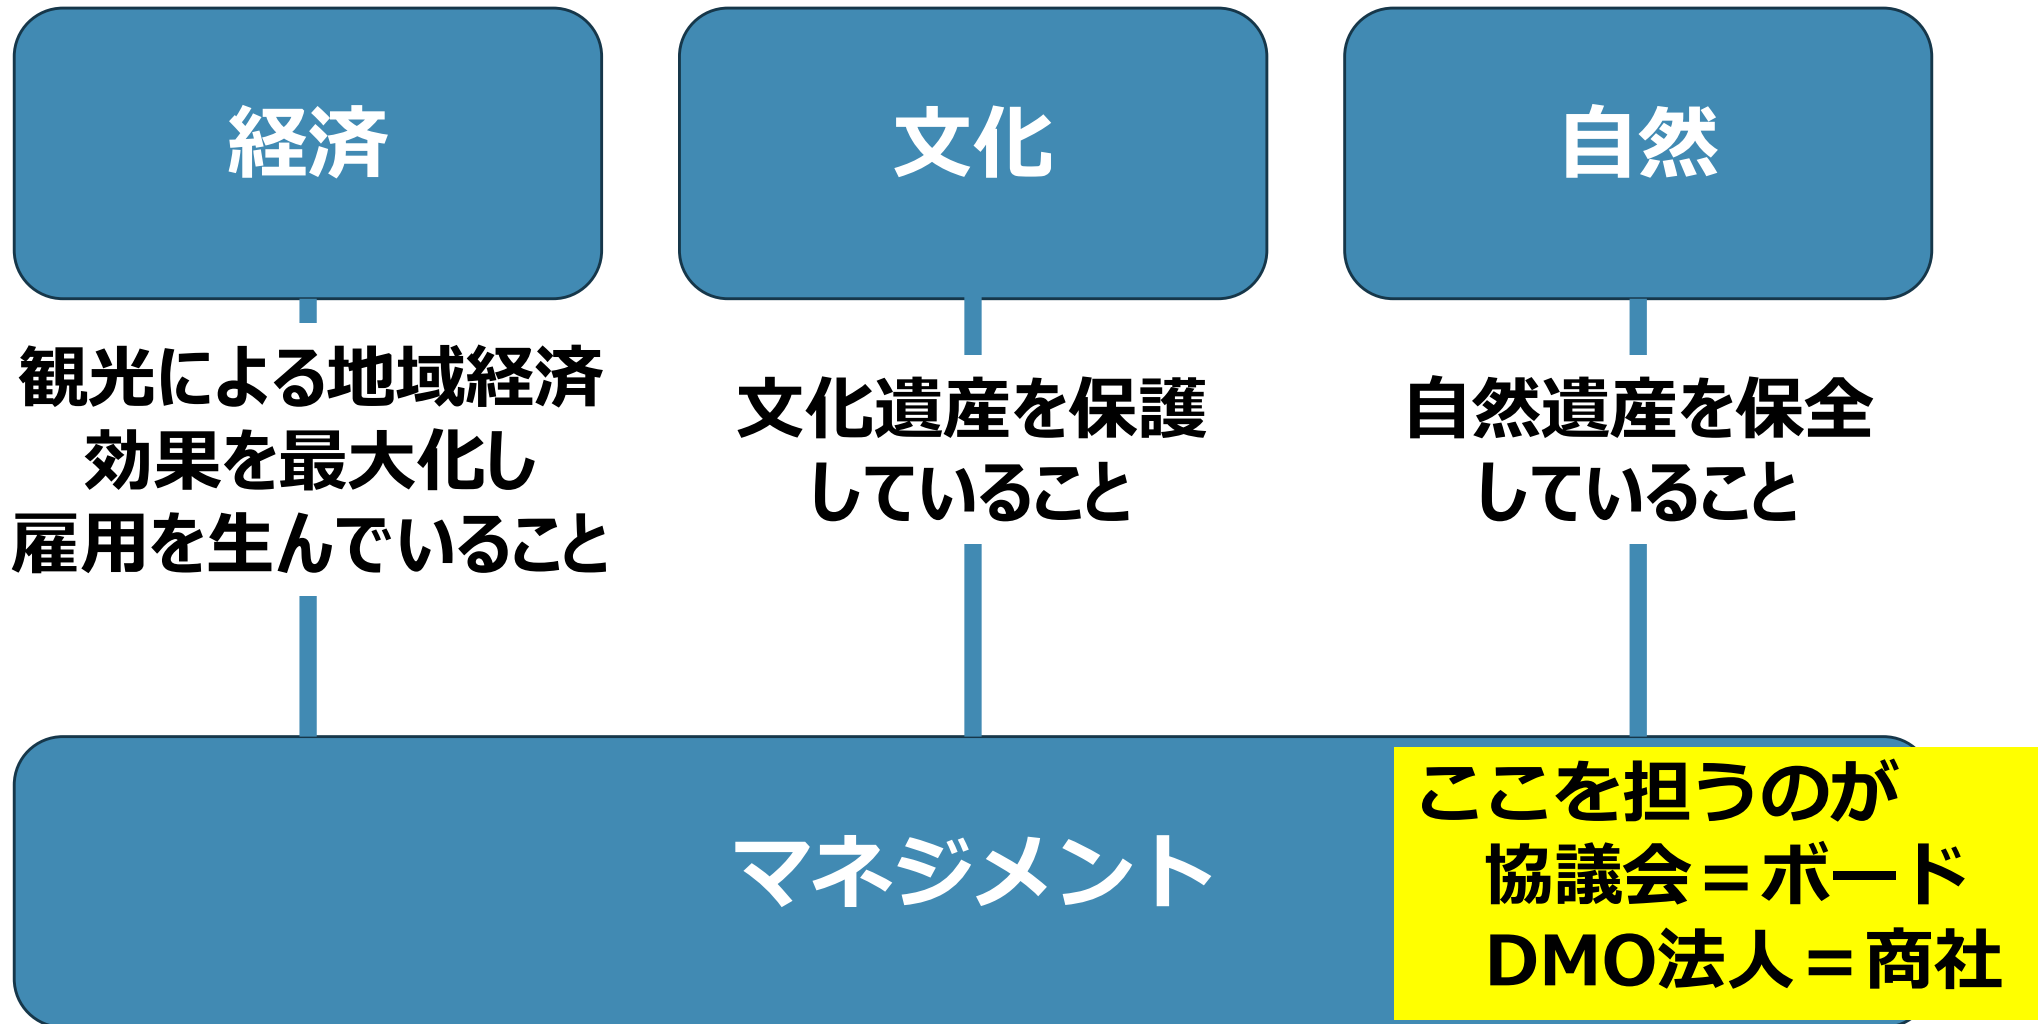 経済
文化
自然
観光による地域経済
効果を最大化し
雇用を生んでいること
文化遺産を保護
していること
自然遺産を保全
していること
マネジメント
ここを担うのが
協議会＝ボード
DMO法人＝商社